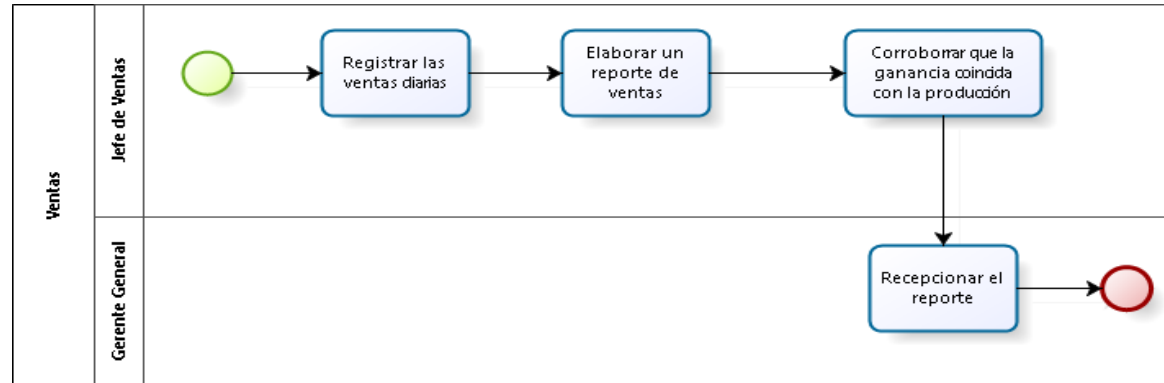 Ventas
Jefe de Ventas
Registrar las
ventas diarias
Elaborar un
reporte de
ventas
Corroborrar que la
ganancia coincida
con la producción
Gerente General
Recepcionar el
reporte